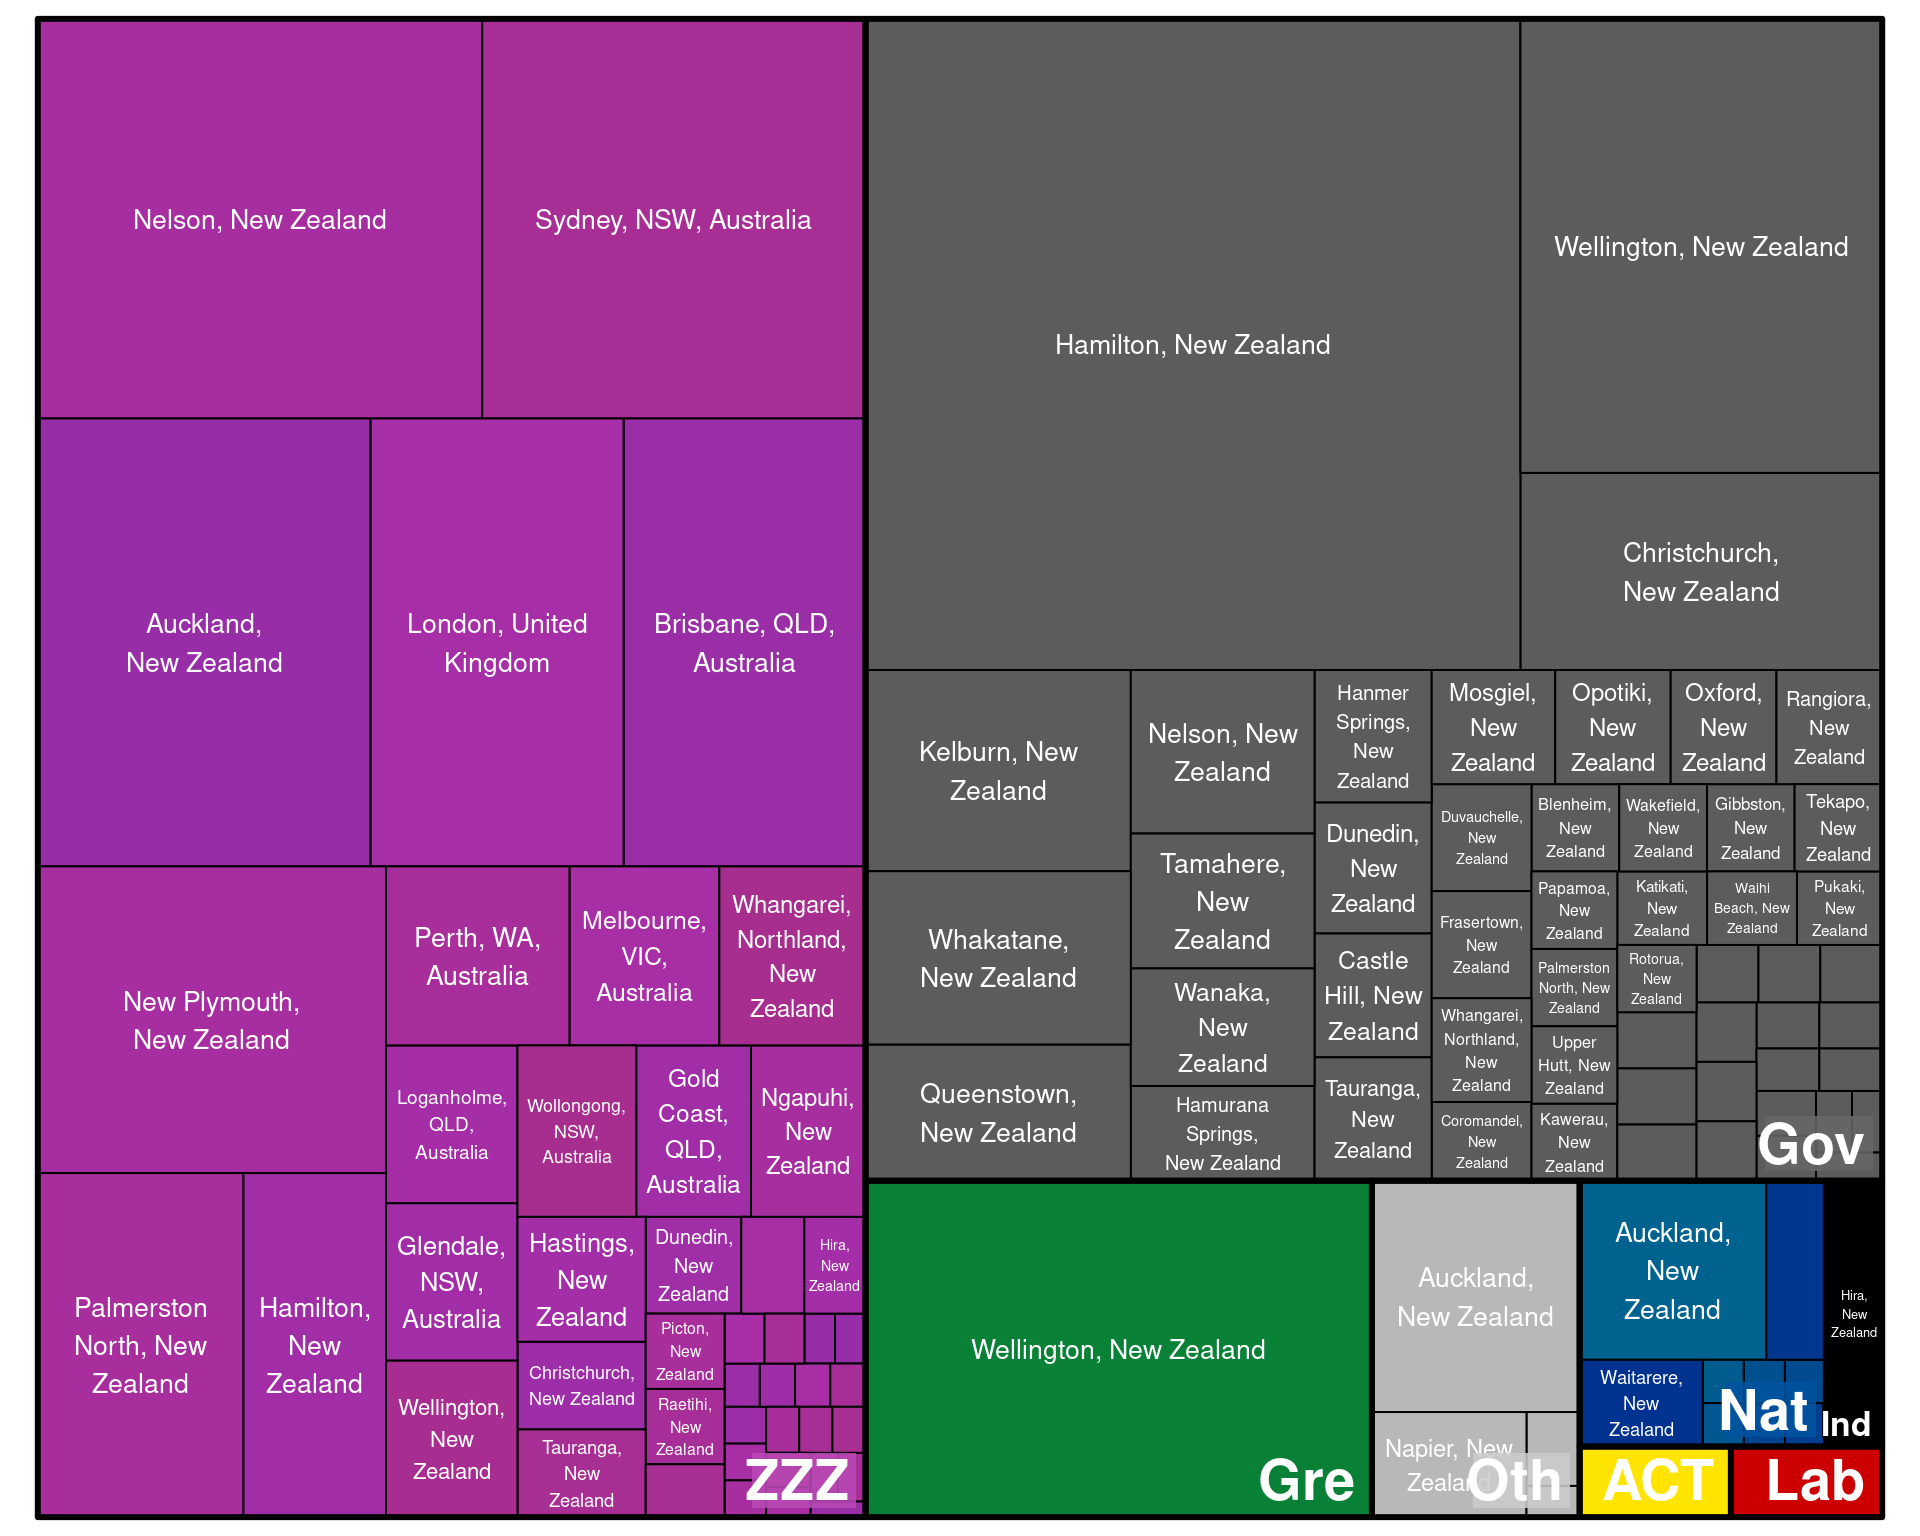 Nelson, New Zealand
Sydney, NSW, Australia
Auckland,
New Zealand
London, United
Kingdom
Brisbane, QLD,
Australia
New Plymouth,
New Zealand
Perth, WA,
Australia
Melbourne,
VIC,
Australia
Whangarei,
Northland,
New
Zealand
Loganholme,
QLD,
Australia
Wollongong,
NSW,
Australia
Gold
Coast,
QLD,
Australia
Ngapuhi,
New
Zealand
Palmerston
North, New
Zealand
Hamilton,
New
Zealand
Glendale,
NSW,
Australia
Hastings,
New
Zealand
Dunedin,
New
Zealand
Hira,
New
Zealand
Wellington,
New
Zealand
Christchurch,
New Zealand
Picton,
New
Zealand
Raetihi,
New
Zealand
Tauranga,
New
Zealand
ZZZ
Hamilton, New Zealand
Wellington, New Zealand
Christchurch,
New Zealand
Kelburn, New
Zealand
Whakatane,
New Zealand
Queenstown,
New Zealand
Nelson, New
Zealand
Tamahere,
New
Zealand
Wanaka,
New
Zealand
Hamurana
Springs,
New Zealand
Hanmer
Springs,
New
Zealand
Dunedin,
New
Zealand
Castle
Hill, New
Zealand
Tauranga,
New
Zealand
Mosgiel,
New
Zealand
Opotiki,
New
Zealand
Oxford,
New
Zealand
Rangiora,
New
Zealand
Duvauchelle,
New
Zealand
Frasertown,
New
Zealand
Whangarei,
Northland,
New
Zealand
Coromandel,
New
Zealand
Blenheim,
New
Zealand
Wakefield,
New
Zealand
Gibbston,
New
Zealand
Tekapo,
New
Zealand
Papamoa,
New
Zealand
Katikati,
New
Zealand
Waihi
Beach, New
Zealand
Pukaki,
New
Zealand
Palmerston
North, New
Zealand
Rotorua,
New
Zealand
Upper
Hutt, New
Zealand
Kawerau,
New
Zealand
Gov
Wellington, New Zealand
Gre
Auckland,
New Zealand
Napier, New
Zealand
Oth
Auckland,
New
Zealand
Waitarere,
New
Zealand
Nat
Hira,
New
Zealand
Ind
ACT
Lab